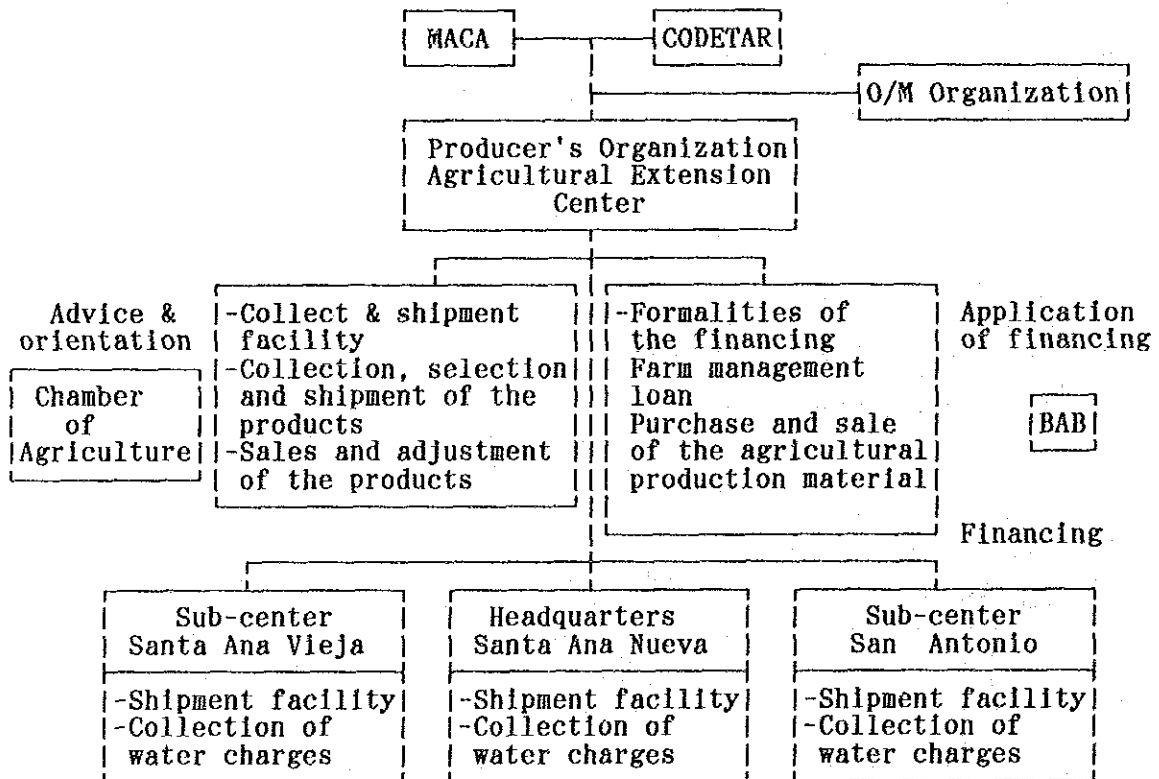 MACA
CODETAR
O/M Organization
Producer's Organization
Agricultural Extension
Center
Advice &
orientation
Chamber
of
Agriculture
-Collect & shipment
facility
-Collection, selection
and shipment of the
products
-Sales and adjustment
of the products
-Formalities of
the financing
Farm management
loan
Purchase and sale
of the agricultural
production material
Application
of financing
BAB
Financing
Sub-center
Santa Ana Vieja
-Shipment facility
-Collection of
water charges
Headquarters
Santa Ana Nueva
-Shipment facility
-Collection of
water charges
Sub-center
San Antonio
-Shipment facility
-Collection of
water charges